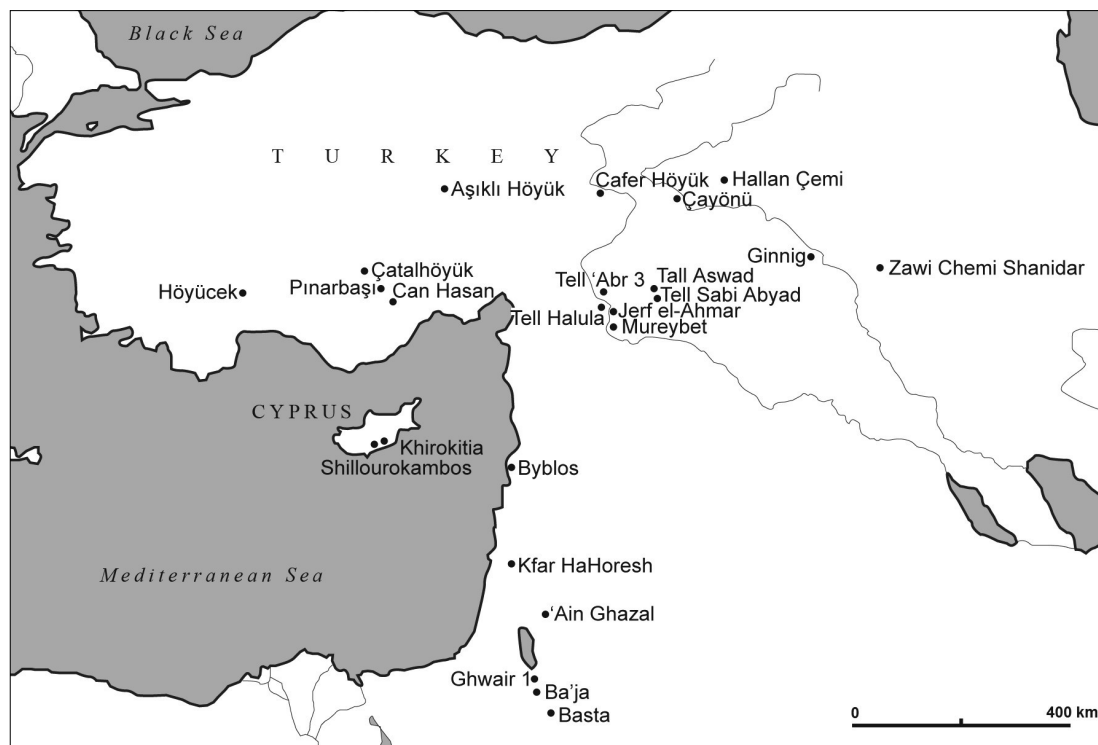 Black Sea
TURKEY
Aşıklı Höyük
Cafer Höyük
Hallan Çemi
Çayönü
Ginnig
Zawi Chemi Shanidar
Çatalhöyük
Pınarbaşı
Can Hasan
Höyücek
Tell ‘Abr 3
Tall Aswad
Tell Sabi Abyad
Tell Halula
Jerf el-Ahmar
Mureybet
CYPRUS
Khirokitia
Shillourokambos
Byblos
Mediterranean Sea
Kfar HaHoresh
‘Ain Ghazal
Ghwair 1
Ba’ja
Basta
0 400 km